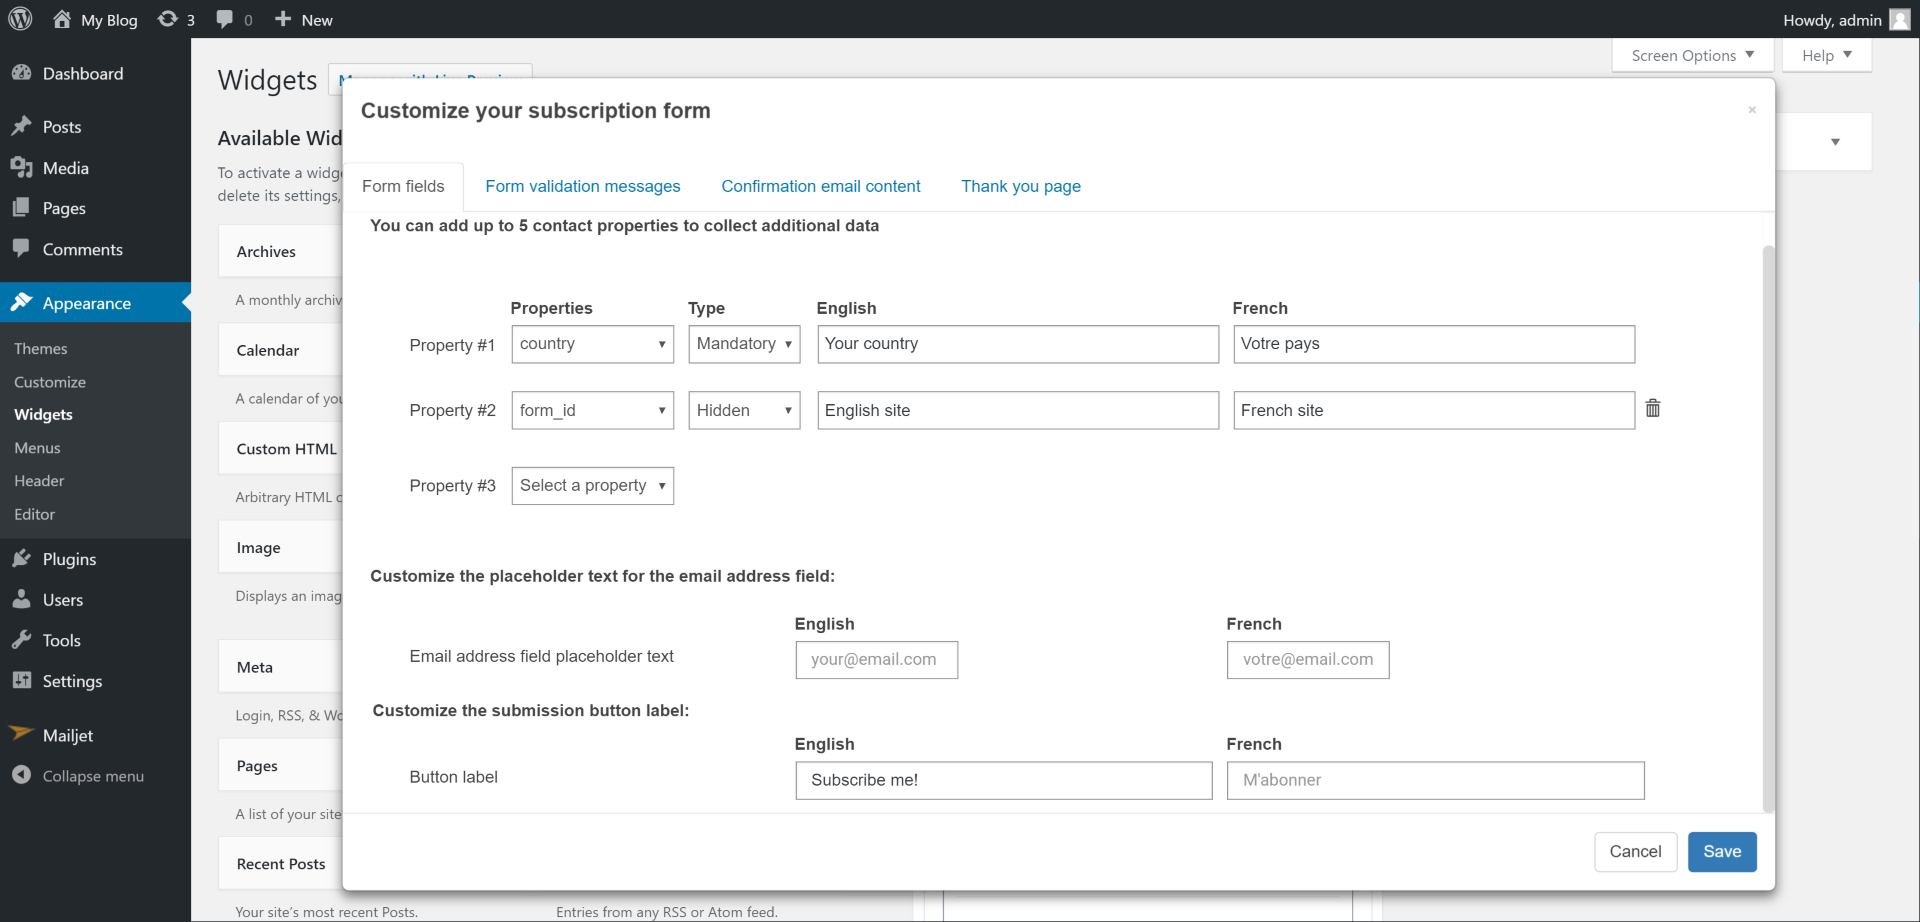 My Blog
3
0
New
Howdy, admin
Dashboard
Posts
Media
Pages
Comments
Appearance
Themes
Customize
Widgets
Menus
Header
Editor
Plugins
Users
Tools
Settings
Mailjet
Collapse menu
Widgets
Screen Options
Help
Available Wid
To activate a widge
delete its settings,
Archives
A monthly archiv
Calendar
A calendar of you
Custom HTML
Arbitrary HTML c
Image
Displays an imag
Meta
Login, RSS, & Wo
Pages
A list of your site
Recent Posts
Your site's most recent Posts.
Entries from any RSS or Atom feed.
Customize your subscription form
×
Form fields
Form validation messages
Confirmation email content
Thank you page
You can add up to 5 contact properties to collect additional data
Properties Type English French
Property #1 country Mandatory Your country Votre pays
Property #2 form_id Hidden English site French site
Property #3 Select a property
Customize the placeholder text for the email address field:
English French
Email address field placeholder text your@email.com votre@email.com
Customize the submission button label:
English French
Button label Subscribe me! M'abonner
Cancel Save